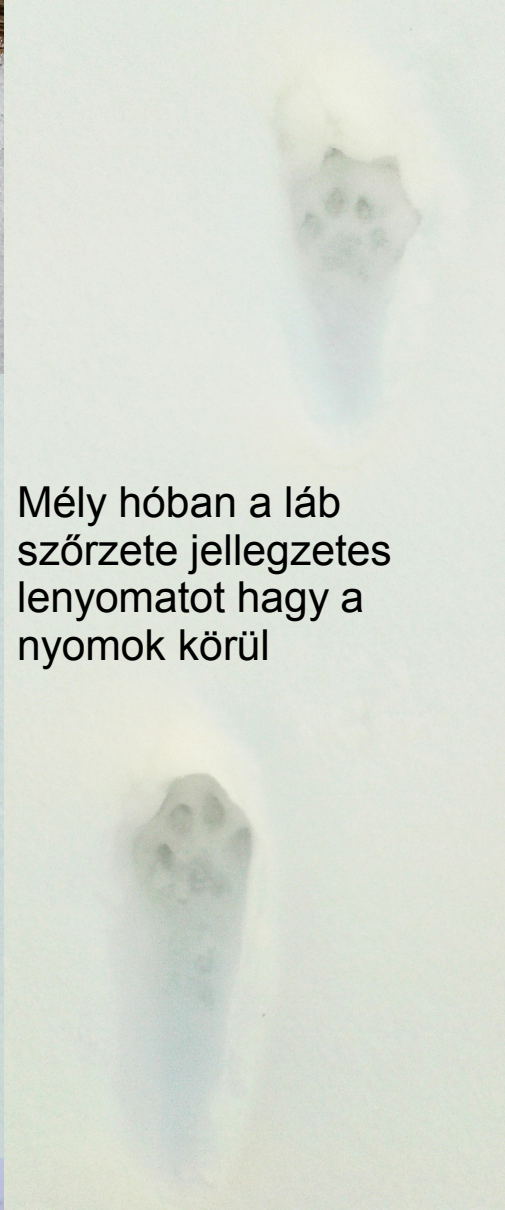 Mély hóban a láb
szőrzete jellegzetes
lenyomatot hagy a
nyomok körül